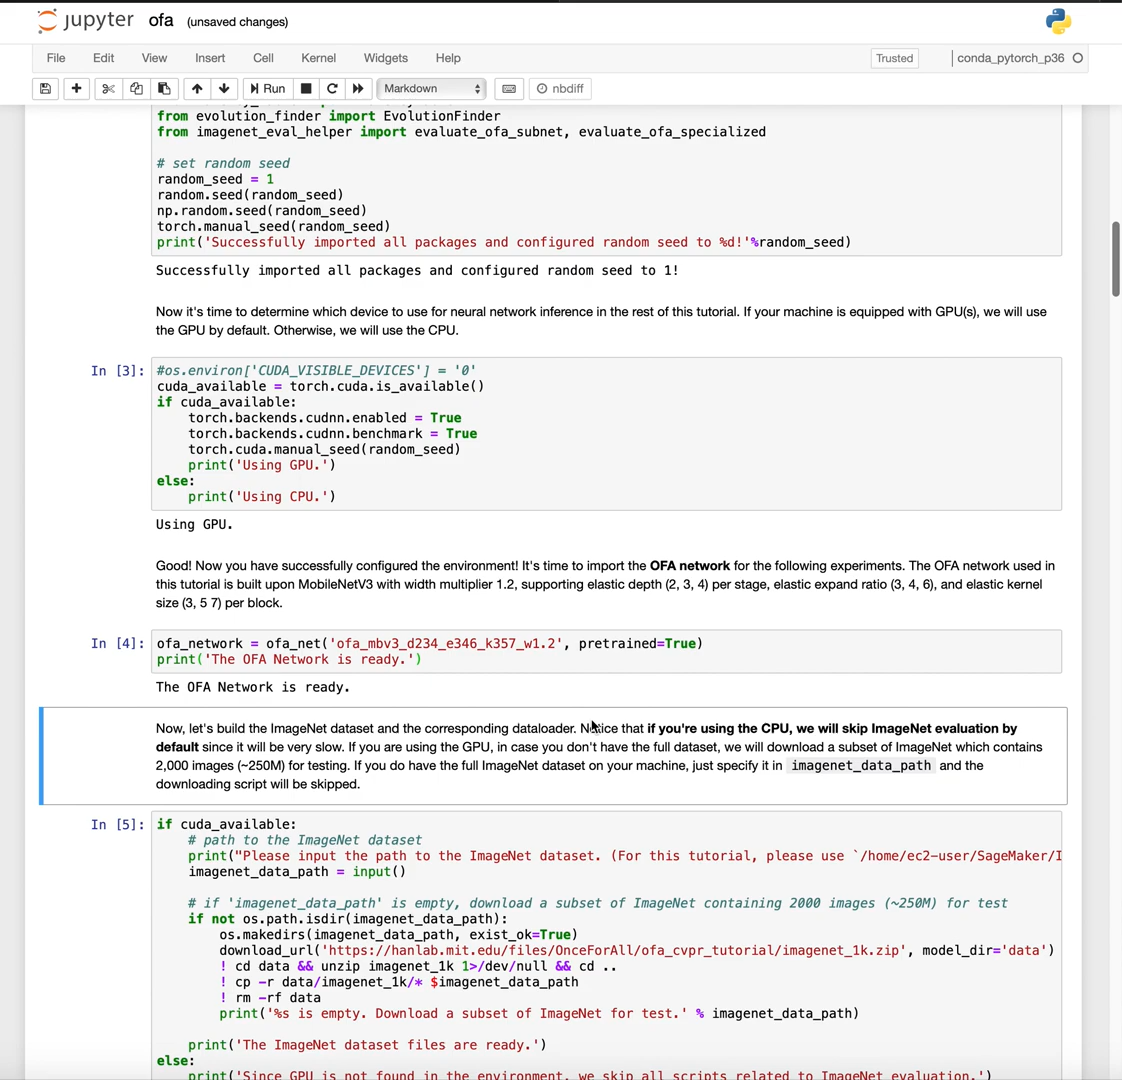 jupyter ofa (unsaved changes)
File Edit View Insert Cell Kernel Widgets Help Trusted conda_pytorch_p36
Run Markdown nbdiff
from evolution_finder import EvolutionFinder
from imagenet_eval_helper import evaluate_ofa_subnet, evaluate_ofa_specialized
# set random seed
random_seed = 1
random.seed(random_seed)
np.random.seed(random_seed)
torch.manual_seed(random_seed)
print('Successfully imported all packages and configured random seed to %d!'%random_seed)
Successfully imported all packages and configured random seed to 1!
Now it's time to determine which device to use for neural network inference in the rest of this tutorial. If your machine is equipped with GPU(s), we will use
the GPU by default. Otherwise, we will use the CPU.
In [3]: #os.environ['CUDA_VISIBLE_DEVICES'] = '0'
cuda_available = torch.cuda.is_available()
if cuda_available:
torch.backends.cudnn.enabled = True
torch.backends.cudnn.benchmark = True
torch.cuda.manual_seed(random_seed)
print('Using GPU.')
else:
print('Using CPU.')
Using GPU.
Good! Now you have successfully configured the environment! It's time to import the OFA network for the following experiments. The OFA network used in
this tutorial is built upon MobileNetV3 with width multiplier 1.2, supporting elastic depth (2, 3, 4) per stage, elastic expand ratio (3, 4, 6), and elastic kernel
size (3, 5 7) per block.
In [4]: ofa_network = ofa_net('ofa_mbv3_d234_e346_k357_w1.2', pretrained=True)
print('The OFA Network is ready.')
The OFA Network is ready.
Now, let's build the ImageNet dataset and the corresponding dataloader. Notice that if you're using the CPU, we will skip ImageNet evaluation by
default since it will be very slow. If you are using the GPU, in case you don't have the full dataset, we will download a subset of ImageNet which contains
2,000 images (~250M) for testing. If you do have the full ImageNet dataset on your machine, just specify it in imagenet_data_path and the
downloading script will be skipped.
In [5]: if cuda_available:
# path to the ImageNet dataset
print("Please input the path to the ImageNet dataset. (For this tutorial, please use `/home/ec2-user/SageMaker/I
imagenet_data_path = input()
# if 'imagenet_data_path' is empty, download a subset of ImageNet containing 2000 images (~250M) for test
if not os.path.isdir(imagenet_data_path):
os.makedirs(imagenet_data_path, exist_ok=True)
download_url('https://hanlab.mit.edu/files/OnceForAll/ofa_cvpr_tutorial/imagenet_1k.zip', model_dir='data')
! cd data && unzip imagenet_1k 1>/dev/null && cd ..
! cp -r data/imagenet_1k/* $imagenet_data_path
! rm -rf data
print('%s is empty. Download a subset of ImageNet for test.' % imagenet_data_path)
print('The ImageNet dataset files are ready.')
else:
print('Since GPU is not found in the environment, we skip all scripts related to ImageNet evaluation.')